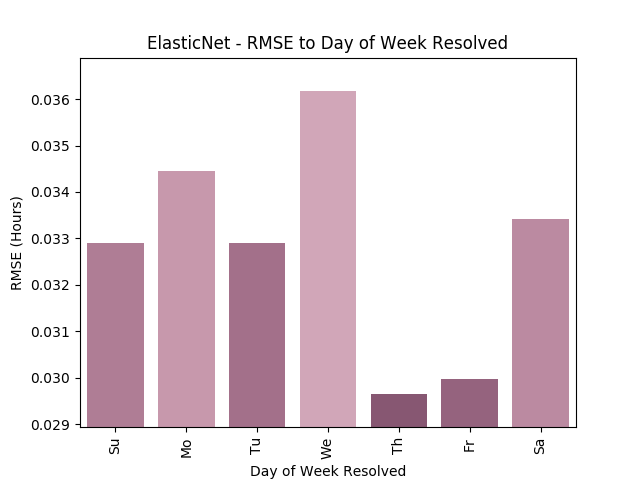 ElasticNet - RMSE to Day of Week Resolved
0.036
0.035
0.034
0.033
0.032
0.031
0.030
0.029
RMSE (Hours)
Su Mo Tu We Th Fr Sa
Day of Week Resolved